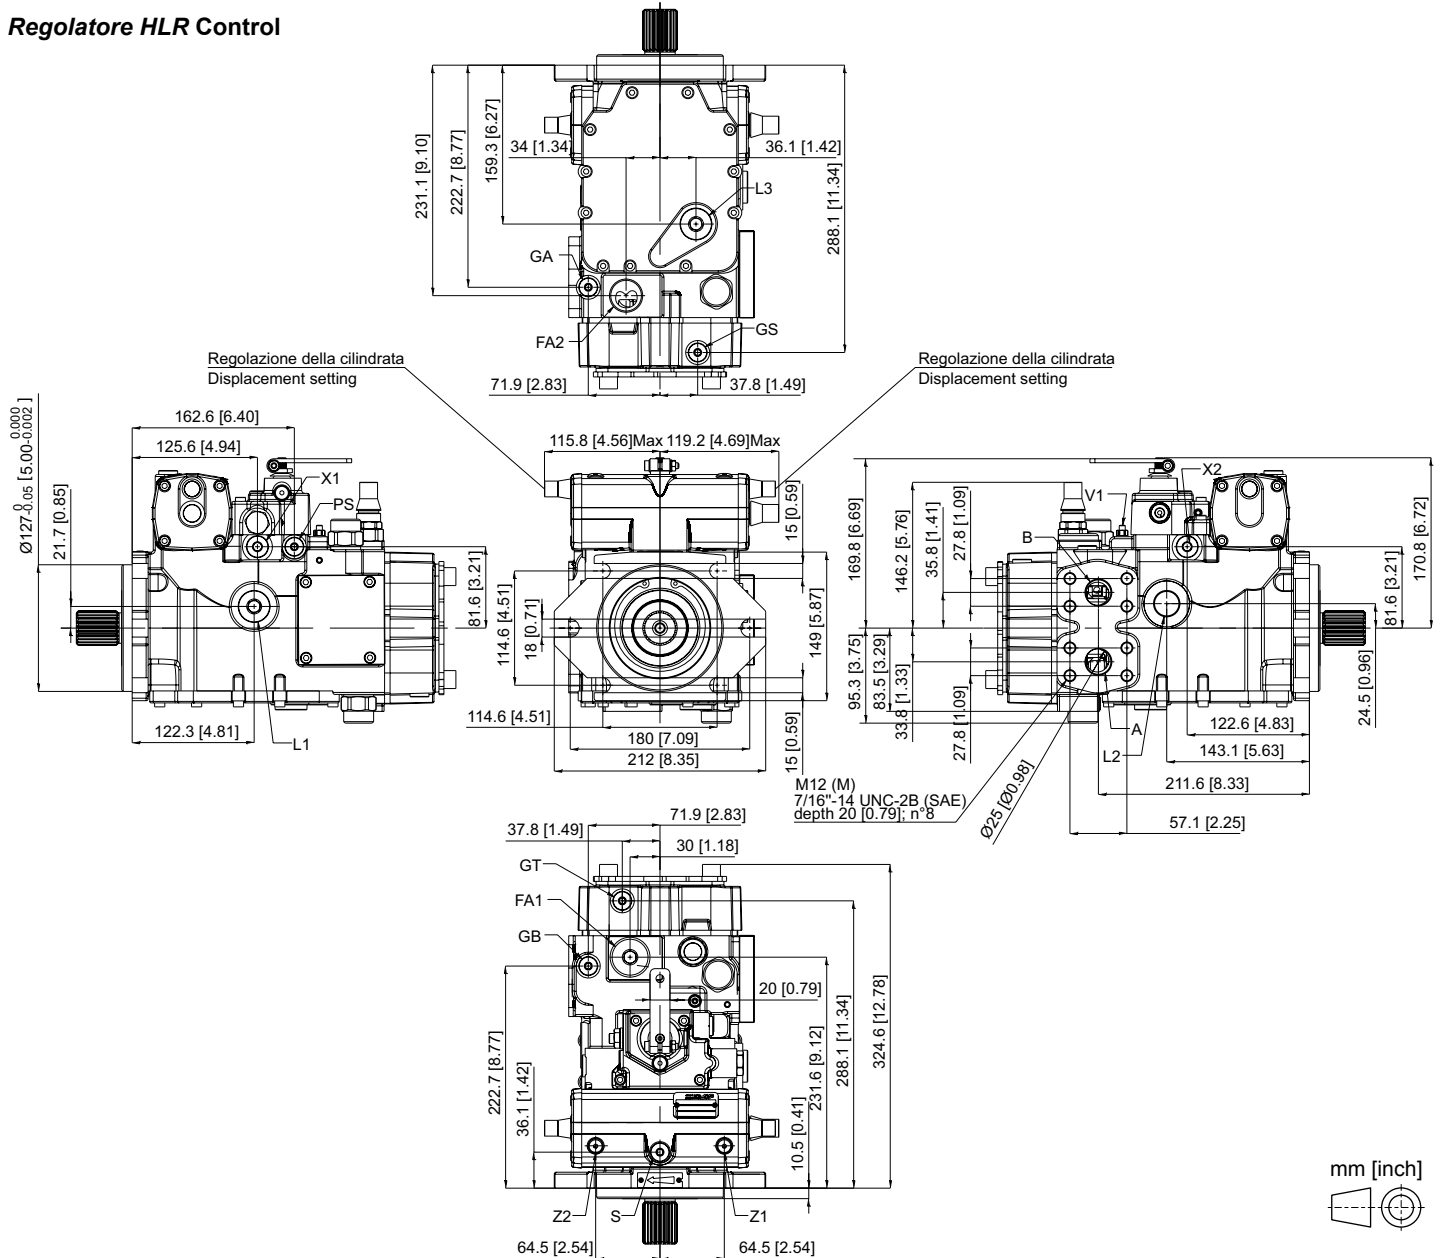 Regolatore HLR Control
231.1 [9.10]
222.7 [8.77]
159.3 [6.27]
34 [1.34]
36.1 [1.42]
288.1 [11.34]
L3
GA
FA2
GS
71.9 [2.83]
37.8 [1.49]
Regolazione della cilindrata
Displacement setting
Regolazione della cilindrata
Displacement setting
Ø127 0 -0.05 [5.00 0.000 -0.002]
21.7 [0.85]
162.6 [6.40]
125.6 [4.94]
X1
PS
81.6 [3.21]
122.3 [4.81]
L1
115.8 [4.56]Max
119.2 [4.69]Max
15 [0.59]
114.6 [4.51]
18 [0.71]
149 [5.87]
114.6 [4.51]
180 [7.09]
212 [8.35]
15 [0.59]
169.8 [6.69]
146.2 [5.76]
35.8 [1.41]
27.8 [1.09]
B
V1
X2
170.8 [6.72]
81.6 [3.21]
95.3 [3.75]
83.5 [3.29]
33.8 [1.33]
27.8 [1.09]
24.5 [0.96]
A
L2
122.6 [4.83]
143.1 [5.63]
211.6 [8.33]
57.1 [2.25]
M12 (M)
7/16"-14 UNC-2B (SAE)
depth 20 [0.79]; n°8
Ø25 [Ø0.98]
71.9 [2.83]
37.8 [1.49]
30 [1.18]
GT
FA1
GB
20 [0.79]
222.7 [8.77]
36.1 [1.42]
10.5 [0.41]
231.6 [9.12]
288.1 [11.34]
324.6 [12.78]
Z2
S
Z1
64.5 [2.54]
64.5 [2.54]
mm [inch]